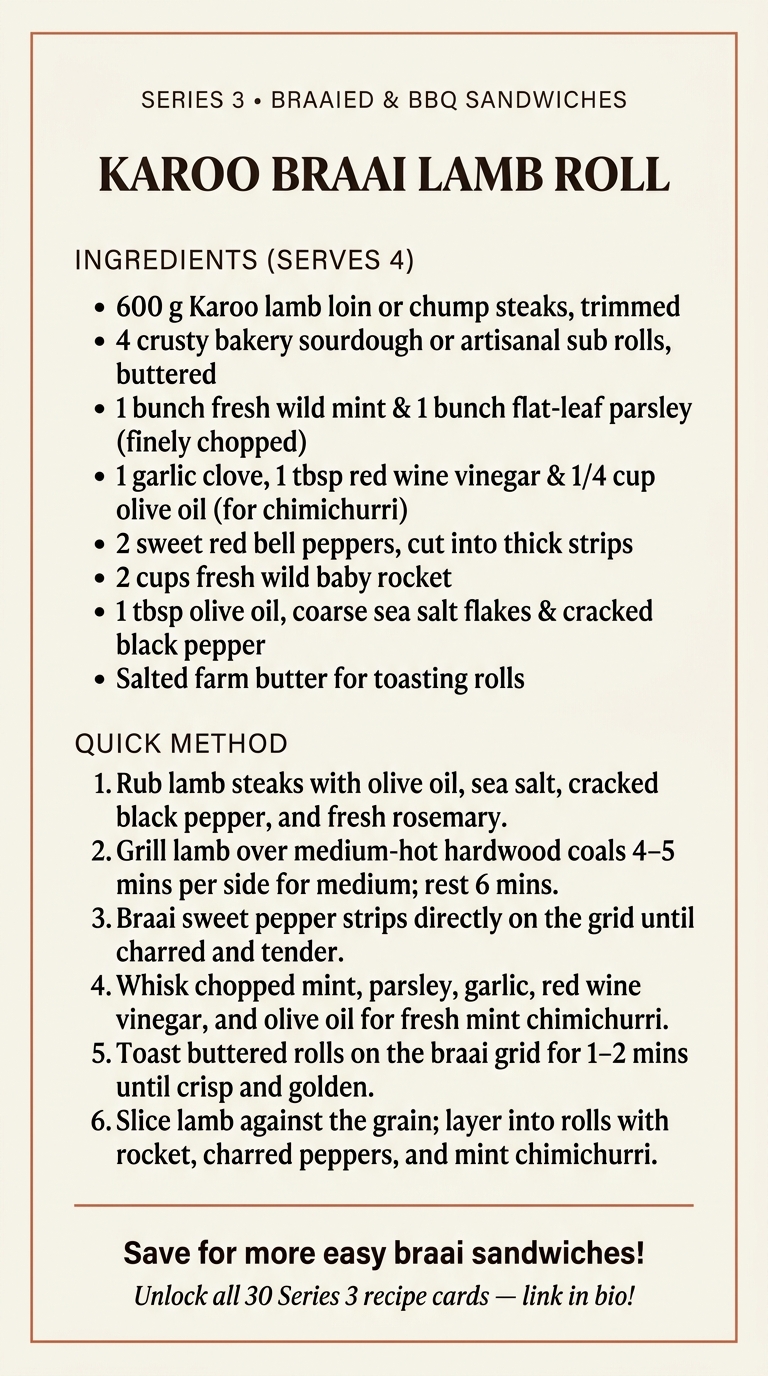 SERIES 3 • BRAAIED & BBQ SANDWICHES
KAROO BRAAI LAMB ROLL
INGREDIENTS (SERVES 4)
• 600 g Karoo lamb loin or chump steaks, trimmed
• 4 crusty bakery sourdough or artisanal sub rolls,
buttered
• 1 bunch fresh wild mint & 1 bunch flat-leaf parsley
(finely chopped)
• 1 garlic clove, 1 tbsp red wine vinegar & 1/4 cup
olive oil (for chimichurri)
• 2 sweet red bell peppers, cut into thick strips
• 2 cups fresh wild baby rocket
• 1 tbsp olive oil, coarse sea salt flakes & cracked
black pepper
• Salted farm butter for toasting rolls
QUICK METHOD
1. Rub lamb steaks with olive oil, sea salt, cracked
black pepper, and fresh rosemary.
2. Grill lamb over medium-hot hardwood coals 4–5
mins per side for medium; rest 6 mins.
3. Braai sweet pepper strips directly on the grid until
charred and tender.
4. Whisk chopped mint, parsley, garlic, red wine
vinegar, and olive oil for fresh mint chimichurri.
5. Toast buttered rolls on the braai grid for 1–2 mins
until crisp and golden.
6. Slice lamb against the grain; layer into rolls with
rocket, charred peppers, and mint chimichurri.
Save for more easy braai sandwiches!
Unlock all 30 Series 3 recipe cards — link in bio!